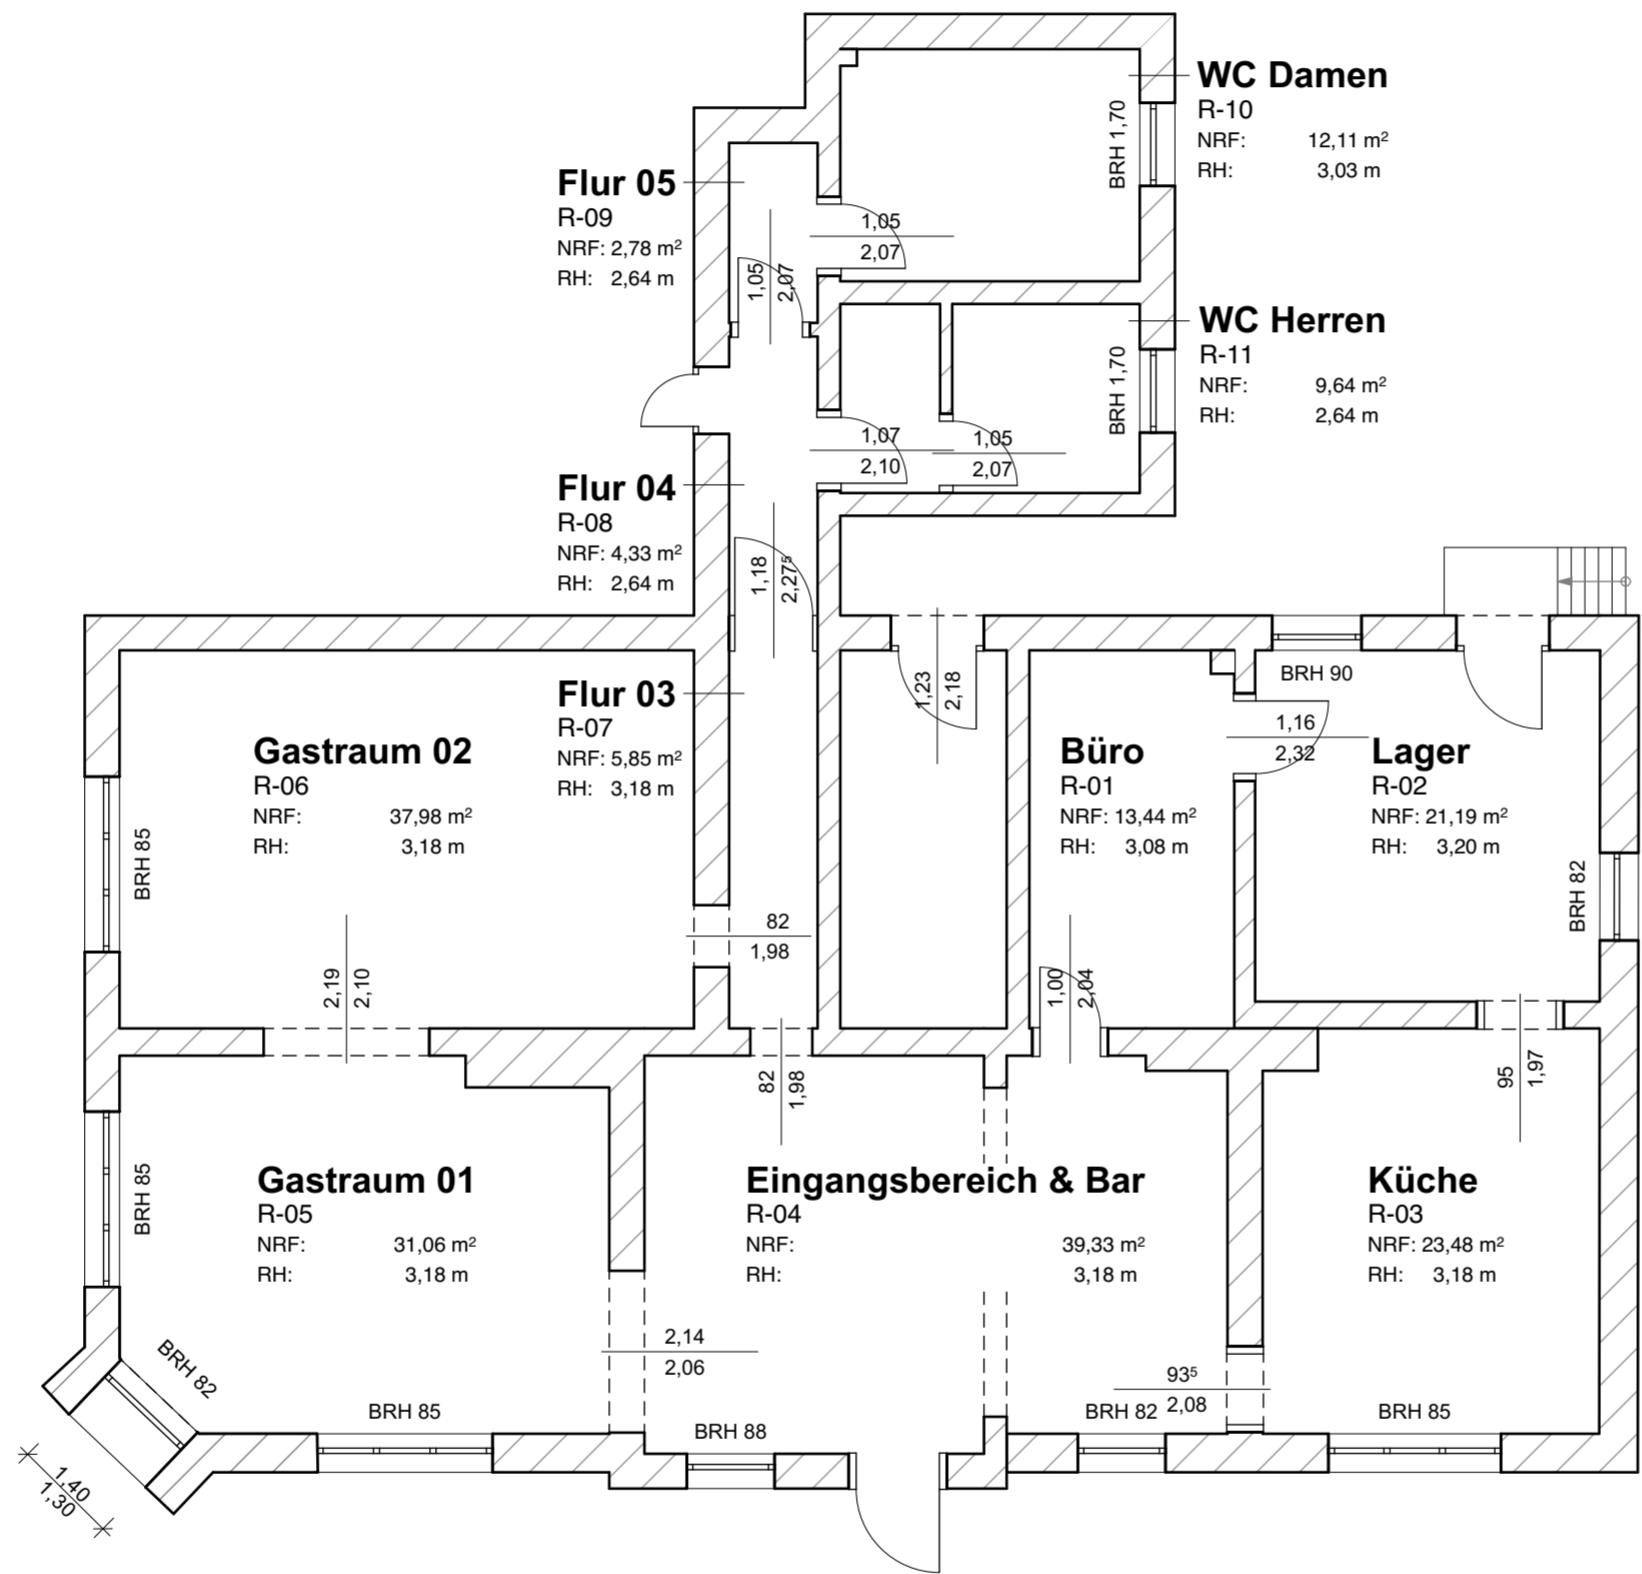 WC Damen
R-10
NRF: 12,11 m²
RH: 3,03 m
BRH 1,70
Flur 05
R-09
NRF: 2,78 m²
RH: 2,64 m
1,05
2,07
1,05
2,07
WC Herren
R-11
NRF: 9,64 m²
RH: 2,64 m
BRH 1,70
1,07
2,10
1,05
2,07
Flur 04
R-08
NRF: 4,33 m²
RH: 2,64 m
1,18
2,27⁵
Flur 03
R-07
NRF: 5,85 m²
RH: 3,18 m
1,23
2,18
BRH 90
1,16
2,32
Gastraum 02
R-06
NRF: 37,98 m²
RH: 3,18 m
BRH 85
Büro
R-01
NRF: 13,44 m²
RH: 3,08 m
Lager
R-02
NRF: 21,19 m²
RH: 3,20 m
BRH 82
82
1,98
2,19
2,10
1,00
2,04
82
1,98
95
1,97
Gastraum 01
R-05
NRF: 31,06 m²
RH: 3,18 m
BRH 85
Eingangsbereich & Bar
R-04
NRF: 39,33 m²
RH: 3,18 m
Küche
R-03
NRF: 23,48 m²
RH: 3,18 m
2,14
2,06
93⁵
2,08
BRH 82
BRH 85
BRH 88
BRH 82
BRH 85
1,40
1,30